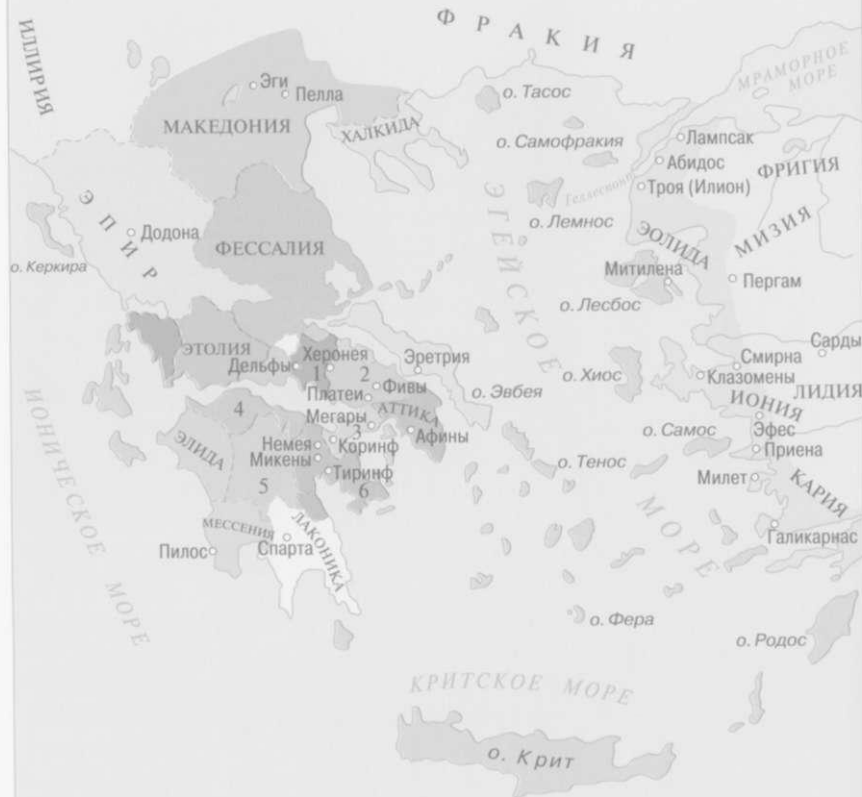 ФРАКИЯ
ИЛЛИРИЯ
МРАМОРНОЕ
МОРЕ
Эги
Пелла
о. Тасос
МАКЕДОНИЯ
ХАЛКИДА
о. Самофракия
Лампсак
Абидос
ФРИГИЯ
Геллеспонт
Троя (Илион)
ЭПИР
Додона
о. Лемнос
ЭГЕЙСКОЕ
ФЕССАЛИЯ
ЭОЛИДА
МИЗИЯ
о. Керкира
Митилена
Пергам
о. Лесбос
ЭТОЛИЯ
Дельфы
Херонея
1
2
Эретрия
Сарды
Смирна
Клазомены
о. Хиос
Фивы
Платеи
о. Эвбея
ЛИДИЯ
ИОНИЯ
4
Мегары
АТТИКА
3
Афины
Эфес
о. Самос
ЭЛИДА
Немея
Коринф
Микены
Приена
о. Тенос
Тиринф
5
6
Милет
КАРИЯ
ИОНИЧЕСКОЕ МОРЕ
МЕССЕНИЯ
ЛАКОНИКА
МОРЕ
Пилос
Спарта
Галикарнас
о. Фера
о. Родос
КРИТСКОЕ МОРЕ
о. Крит